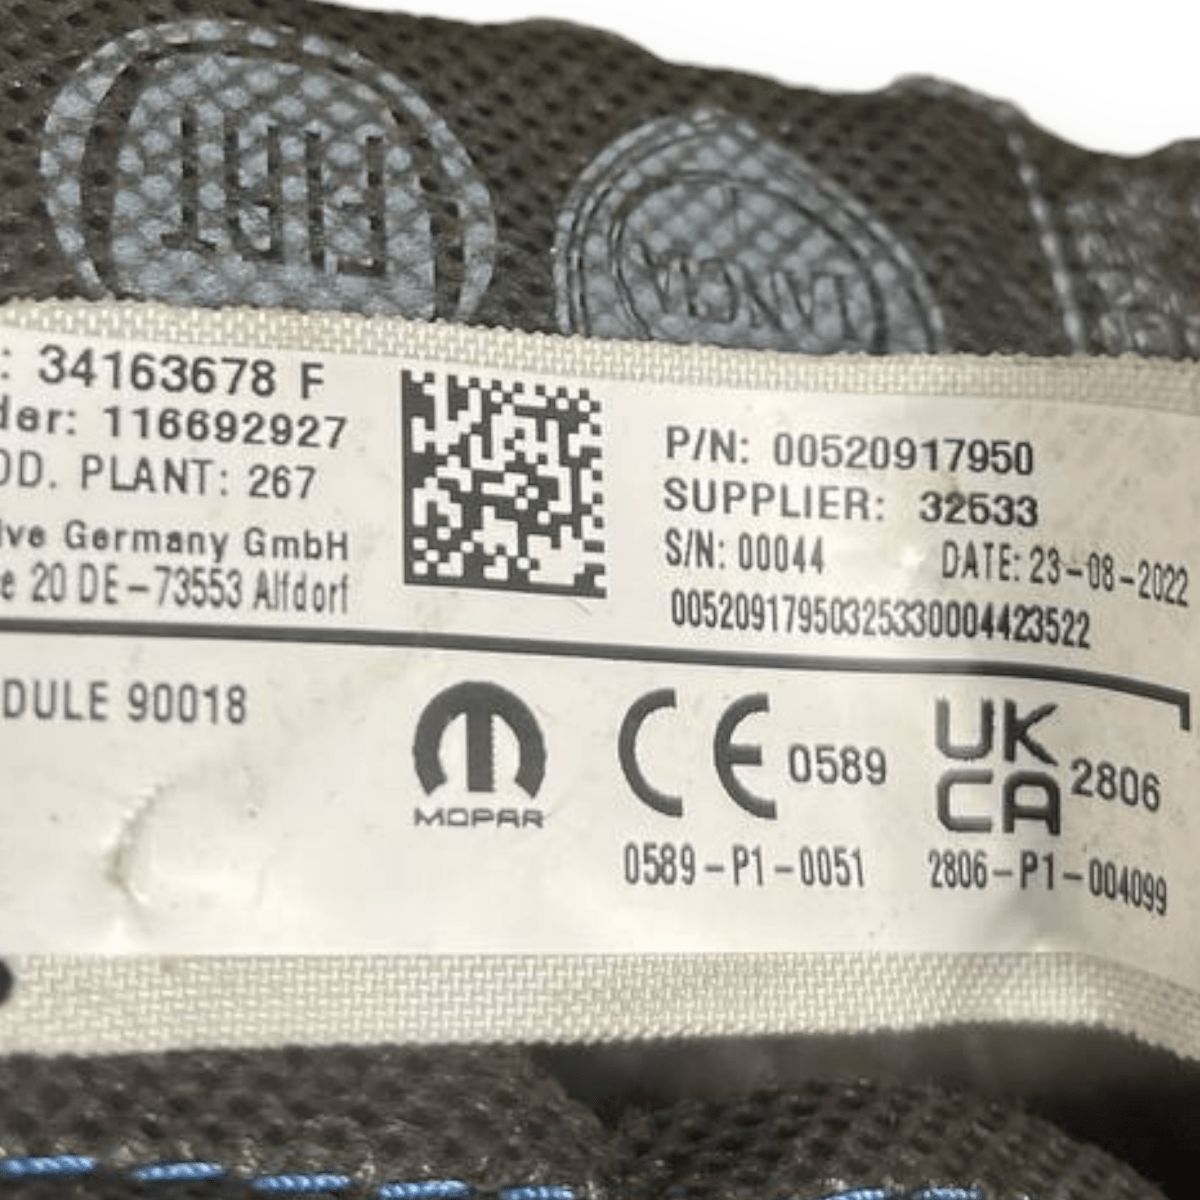 FIAT
LANCIA
: 34163678 F
der: 116692927
OD. PLANT: 267
ive Germany GmbH
e 20 DE-73553 Alfdorf
P/N: 00520917950
SUPPLIER: 32533
S/N: 00044 DATE: 23-08-2022
00520917950325330004423522
DULE 90018
MOPAR
CE 0589
0589-P1-0051
UK
CA 2806
2806-P1-004099